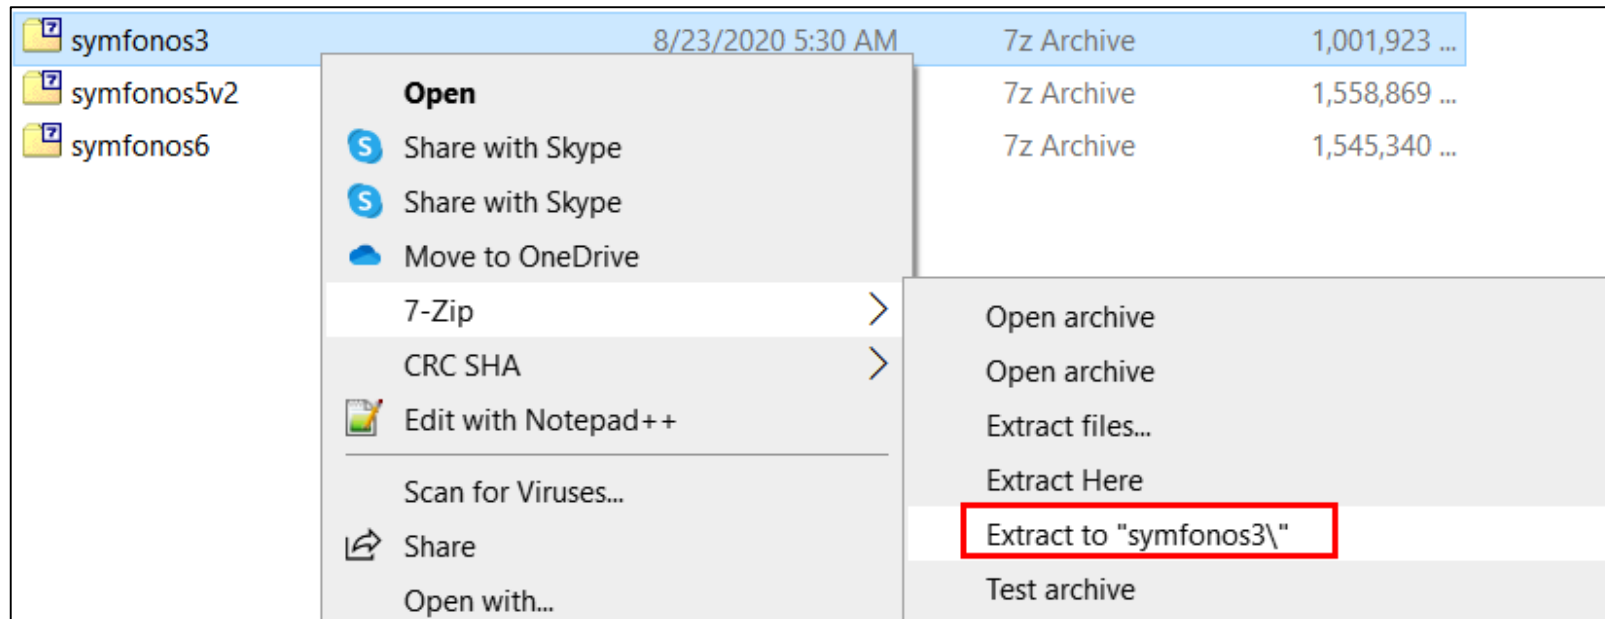 symfonos3 8/23/2020 5:30 AM 7z Archive 1,001,923 ...
symfonos5v2 7z Archive 1,558,869 ...
symfonos6 7z Archive 1,545,340 ...
Open
Share with Skype
Share with Skype
Move to OneDrive
7-Zip
CRC SHA
Edit with Notepad++
Scan for Viruses...
Share
Open with...
Open archive
Open archive
Extract files...
Extract Here
Extract to "symfonos3\"
Test archive